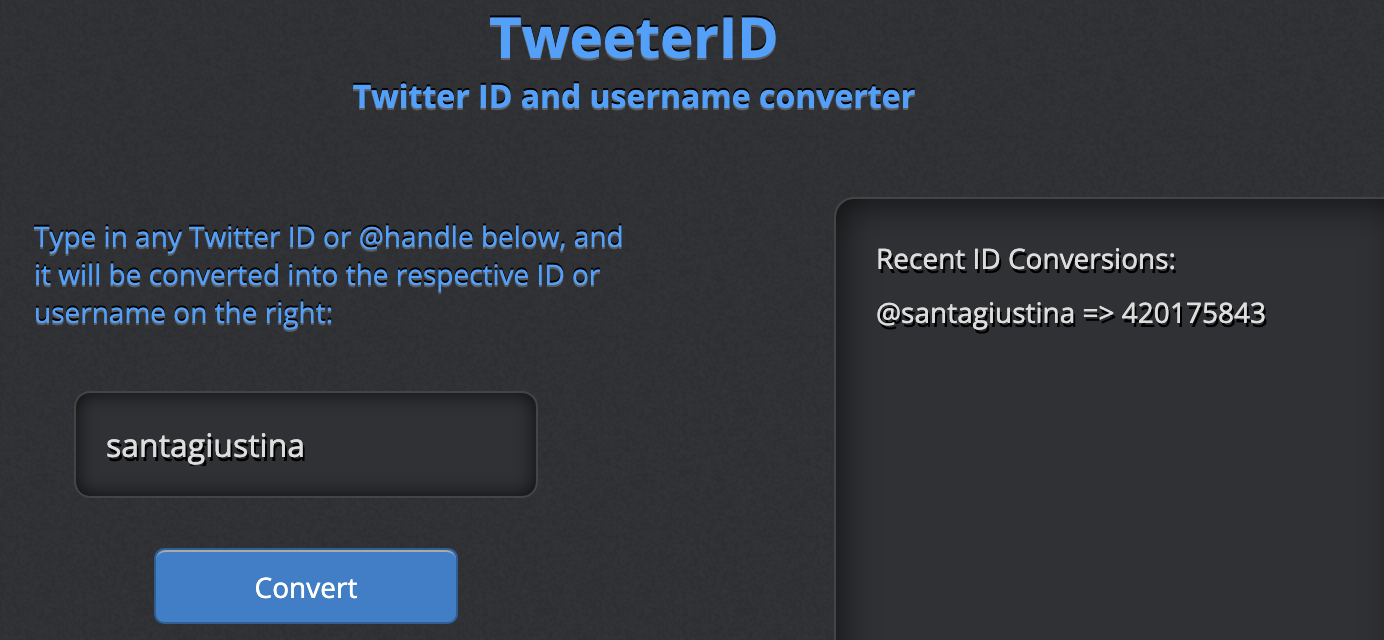 TweeterID
Twitter ID and username converter
Type in any Twitter ID or @handle below, and
it will be converted into the respective ID or
username on the right:
santagiustina
Convert
Recent ID Conversions:
@santagiustina => 420175843